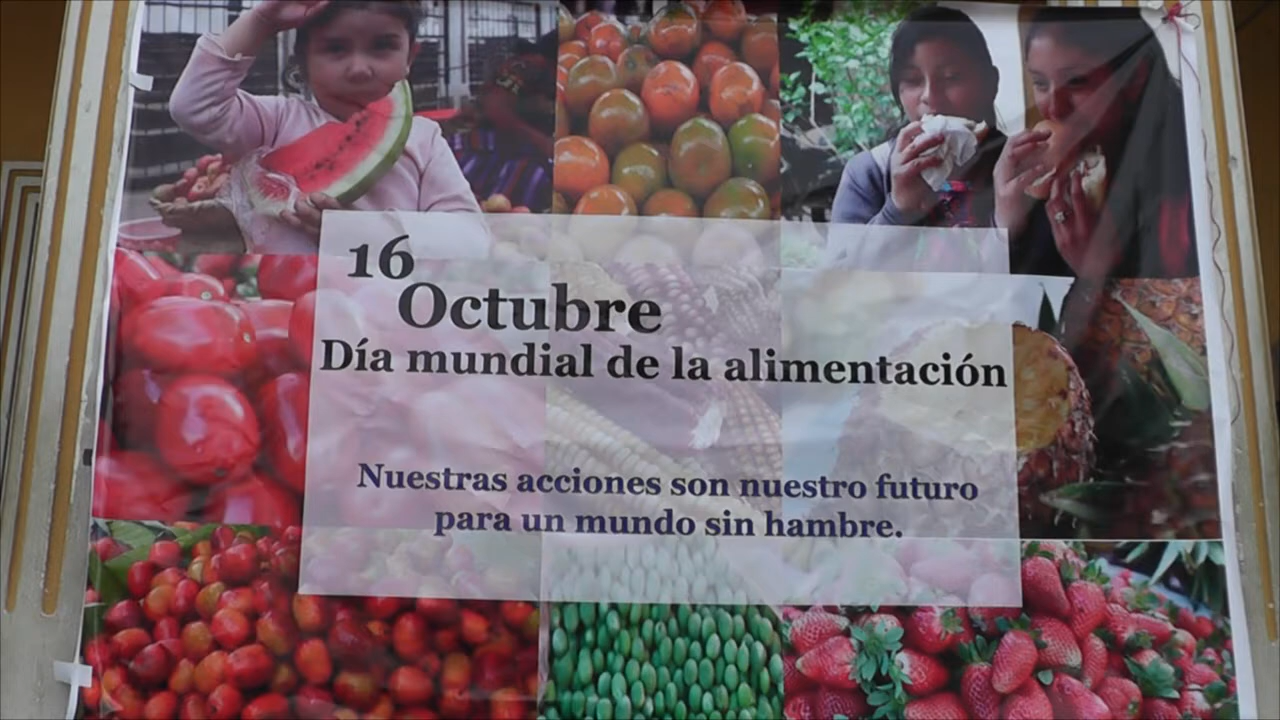 16
Octubre
Día mundial de la alimentación
Nuestras acciones son nuestro futuro
para un mundo sin hambre.